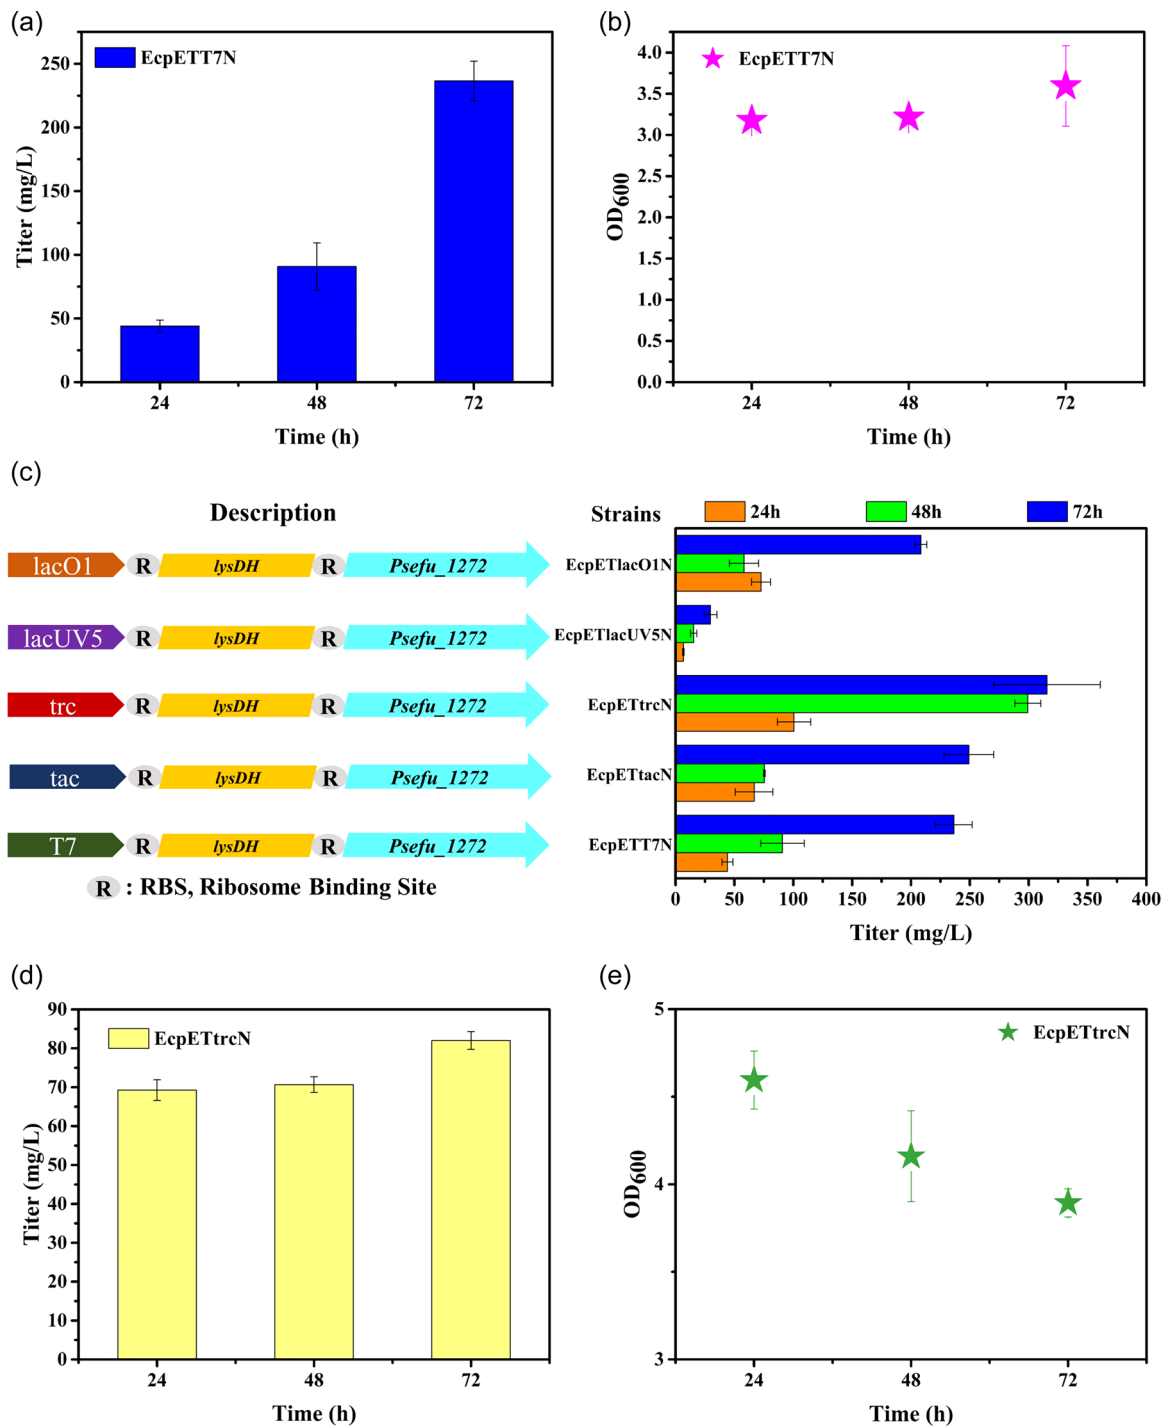 (a)
EcpETT7N
250
200
150
100
50
0
24 48 72
Titer (mg/L)
Time (h)
(b)
EcpETT7N
4.0
3.5
3.0
2.5
2.0
1.5
1.0
0.5
0.0
24 48 72
OD600
Time (h)
(c)
Description
Strains 24h 48h 72h
lacO1 R lysDH R Psefu_1272 EcpETlacO1N
lacUV5 R lysDH R Psefu_1272 EcpETlacUV5N
trc R lysDH R Psefu_1272 EcpETtrcN
tac R lysDH R Psefu_1272 EcpETtacN
T7 R lysDH R Psefu_1272 EcpETT7N
R : RBS, Ribosome Binding Site
0 50 100 150 200 250 300 350 400
Titer (mg/L)
(d)
EcpETtrcN
90
80
70
60
50
40
30
20
10
0
24 48 72
Titer (mg/L)
Time (h)
(e)
EcpETtrcN
5
4
3
24 48 72
OD600
Time (h)